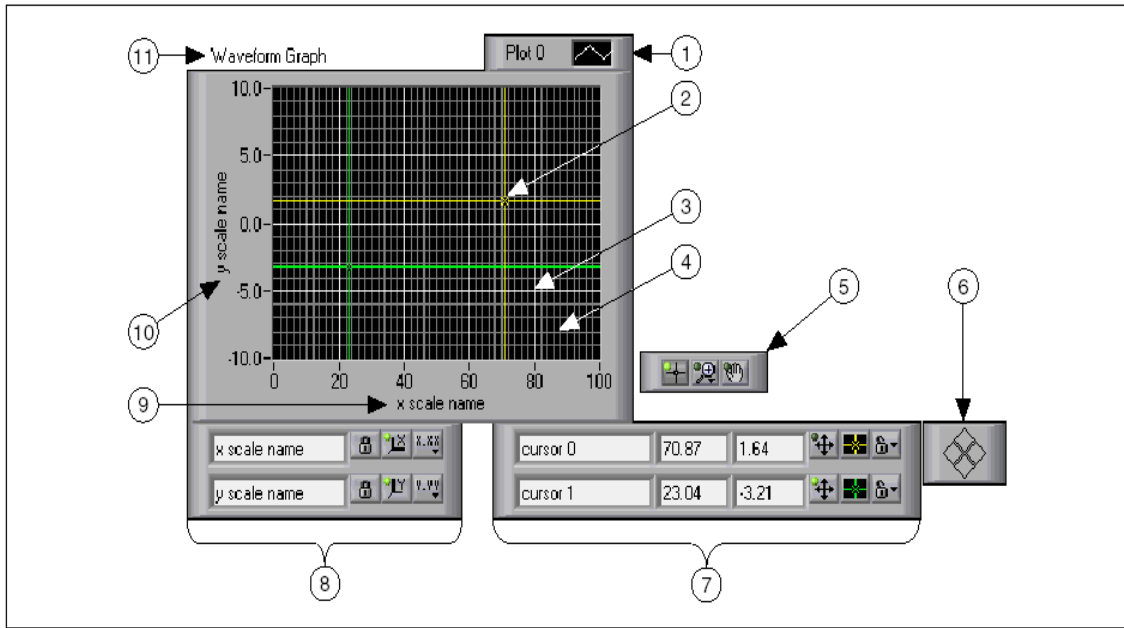 11 Waveform Graph Plot 0 1
2
10.0
5.0
0.0
-5.0
-10.0
y scale name
3
4
5
6
10
0 20 40 60 80 100
9 x scale name
x scale name X X.XX
y scale name Y Y.YY
cursor 0 70.87 1.64
cursor 1 23.04 -3.21
8
7